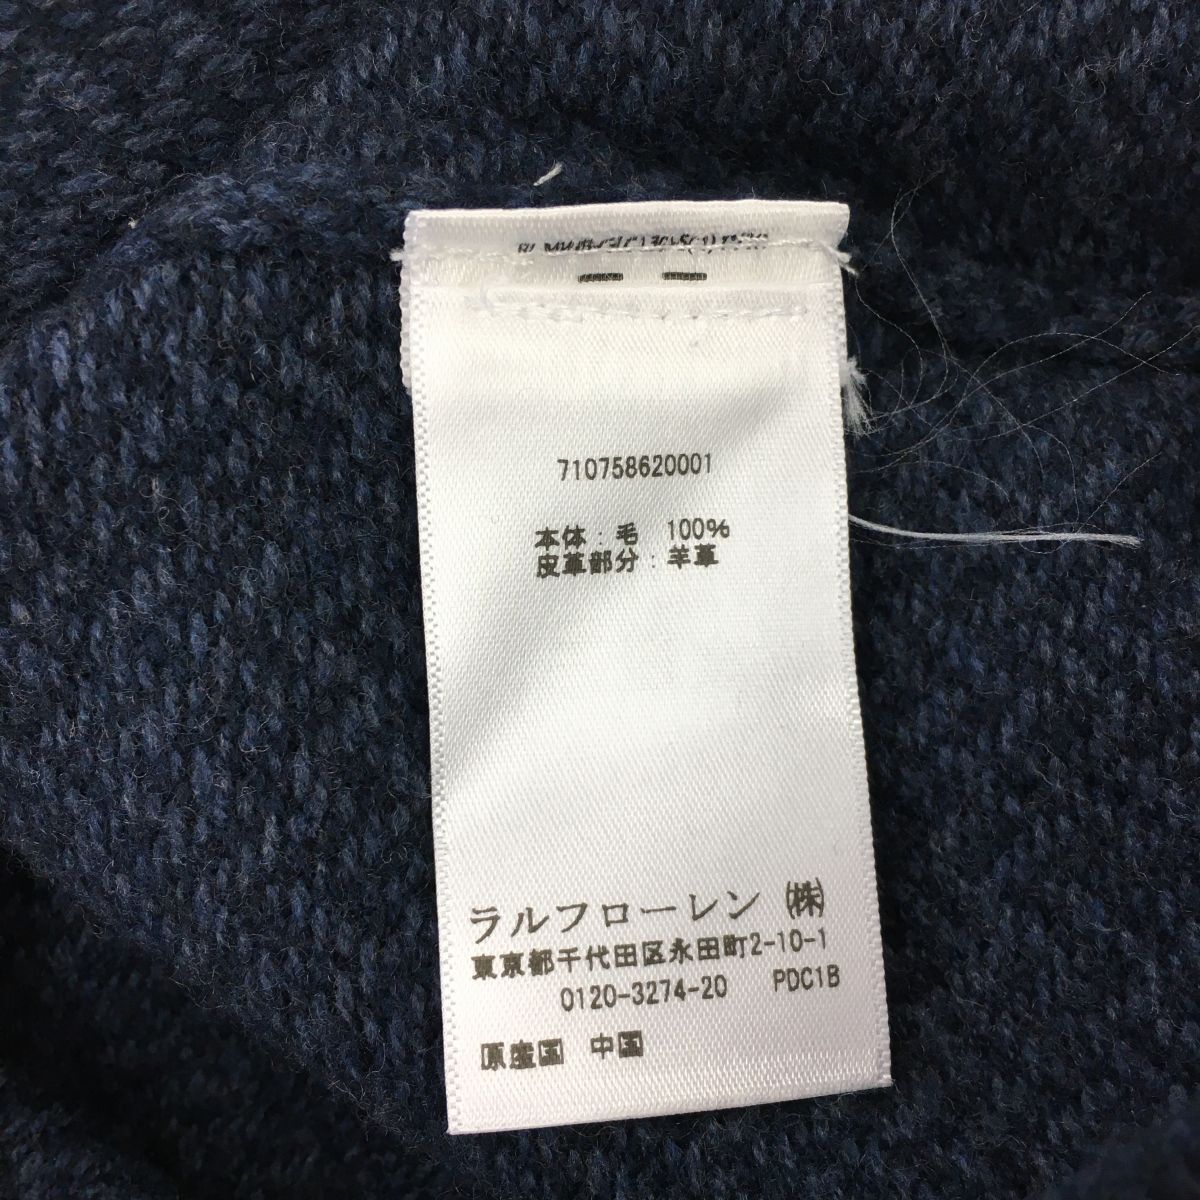 710758620001
本体：毛 100%
皮革部分：羊革
ラルフローレン ㈱
東京都千代田区永田町2-10-1
0120-3274-20 PDC1B
原産国 中国